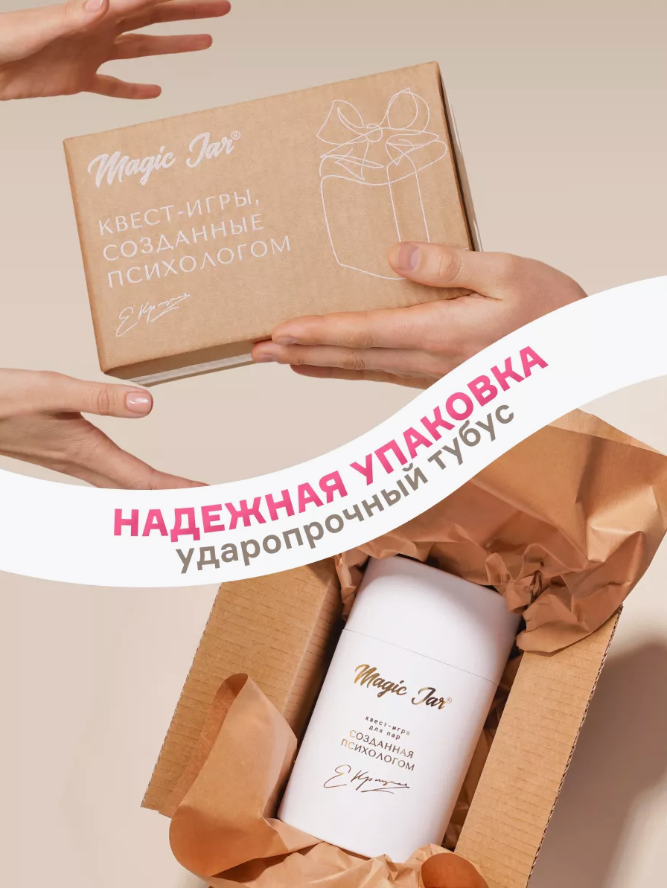 Magic Jar®
КВЕСТ-ИГРЫ,
СОЗДАННЫЕ
ПСИХОЛОГОМ
НАДЕЖНАЯ УПАКОВКА
ударопрочный тубус
Magic Jar®
квест-игра
для пар
СОЗДАННАЯ
ПСИХОЛОГОМ